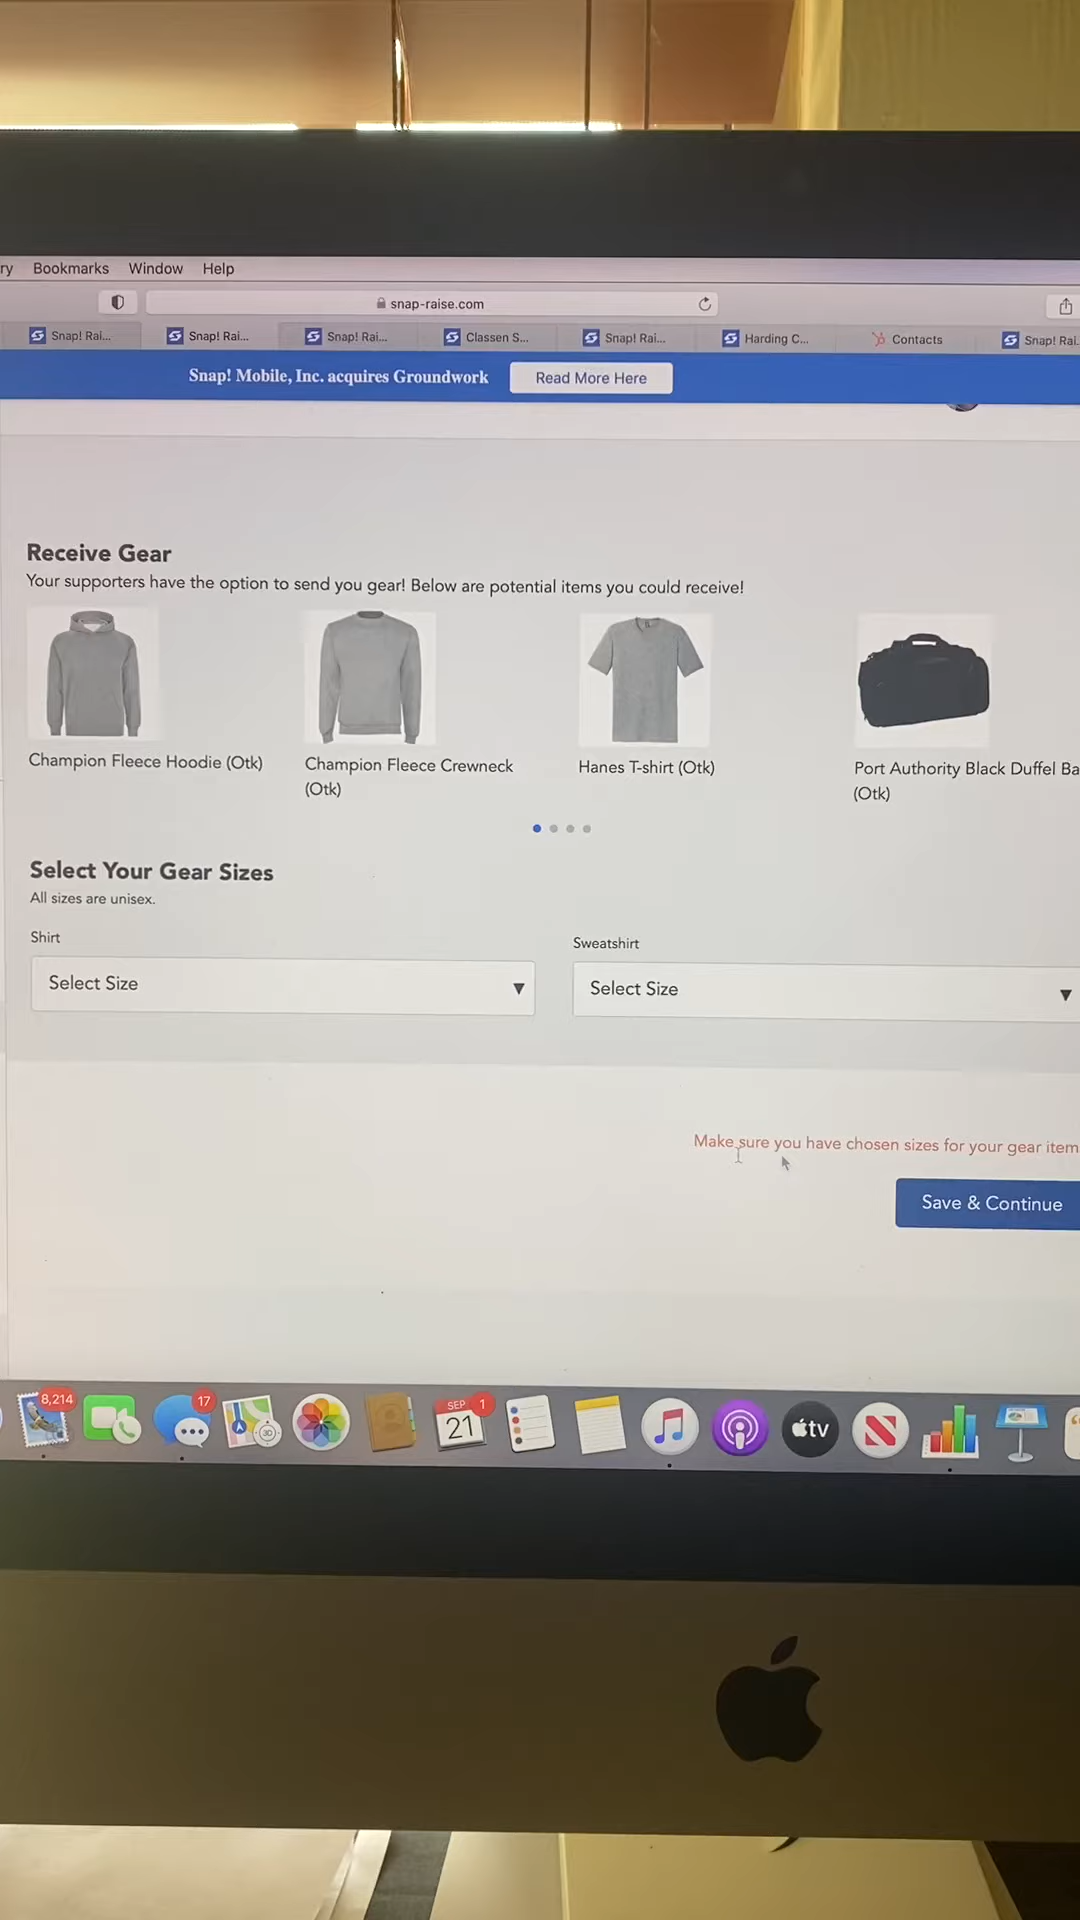 ry Bookmarks Window Help
snap-raise.com
Snap! Rai... Snap! Rai... Snap! Rai... Classen S... Snap! Rai... Harding C... Contacts Snap! Rai.
Snap! Mobile, Inc. acquires Groundwork Read More Here
Receive Gear
Your supporters have the option to send you gear! Below are potential items you could receive!
Champion Fleece Hoodie (Otk)
Champion Fleece Crewneck
(Otk)
Hanes T-shirt (Otk)
Port Authority Black Duffel Ba
(Otk)
Select Your Gear Sizes
All sizes are unisex.
Shirt
Select Size
Sweatshirt
Select Size
Make sure you have chosen sizes for your gear item
Save & Continue
8,214
17
3D
SEP 1
21
tv